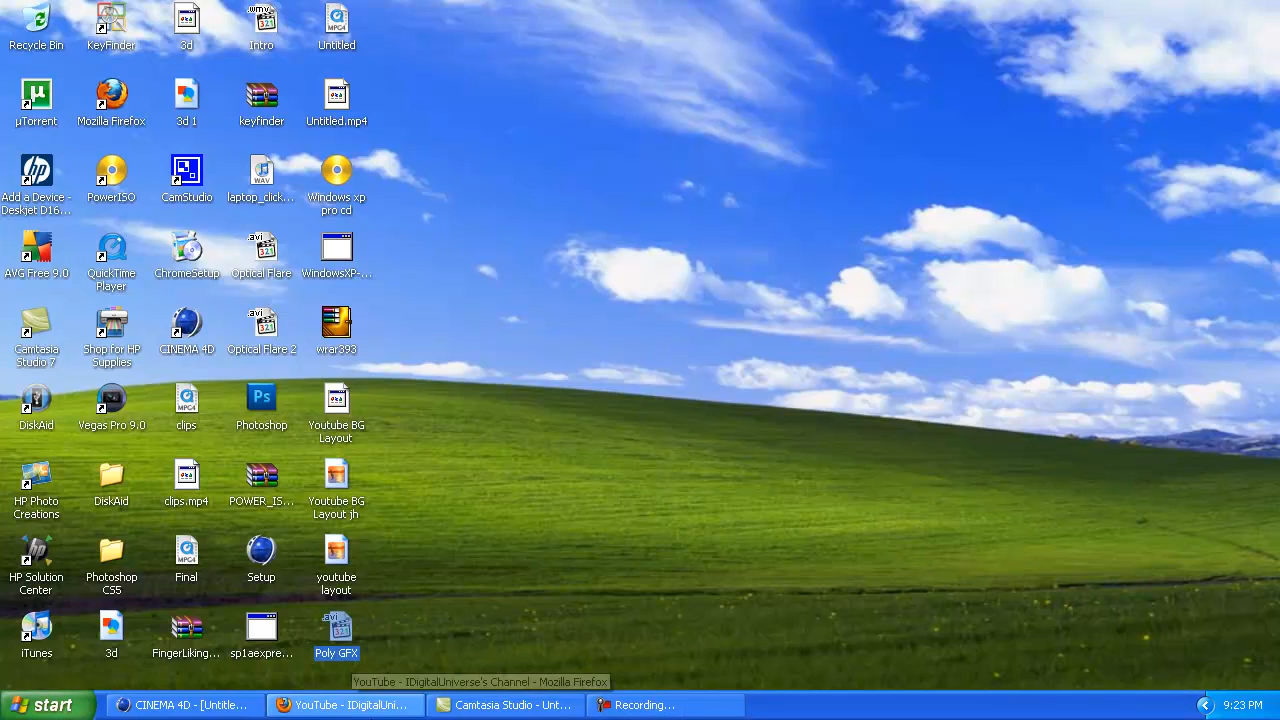 Recycle Bin
KeyFinder
3d
Intro
Untitled
µTorrent
Mozilla Firefox
3d 1
keyfinder
Untitled.mp4
Add a Device -
Deskjet D16...
PowerISO
CamStudio
laptop_click...
Windows xp
pro cd
AVG Free 9.0
QuickTime
Player
ChromeSetup
Optical Flare
WindowsXP-...
Camtasia
Studio 7
Shop for HP
Supplies
CINEMA 4D
Optical Flare 2
wrar393
DiskAid
Vegas Pro 9.0
clips
Photoshop
Youtube BG
Layout
HP Photo
Creations
DiskAid
clips.mp4
POWER_IS...
Youtube BG
Layout jh
HP Solution
Center
Photoshop
CS5
Final
Setup
youtube
layout
iTunes
3d
FingerLiking...
sp1aexpre...
Poly GFX
YouTube - IDigitalUniverse's Channel - Mozilla Firefox
start
CINEMA 4D - [Untitle...
YouTube - IDigitalUni...
Camtasia Studio - Unt...
Recording...
9:23 PM